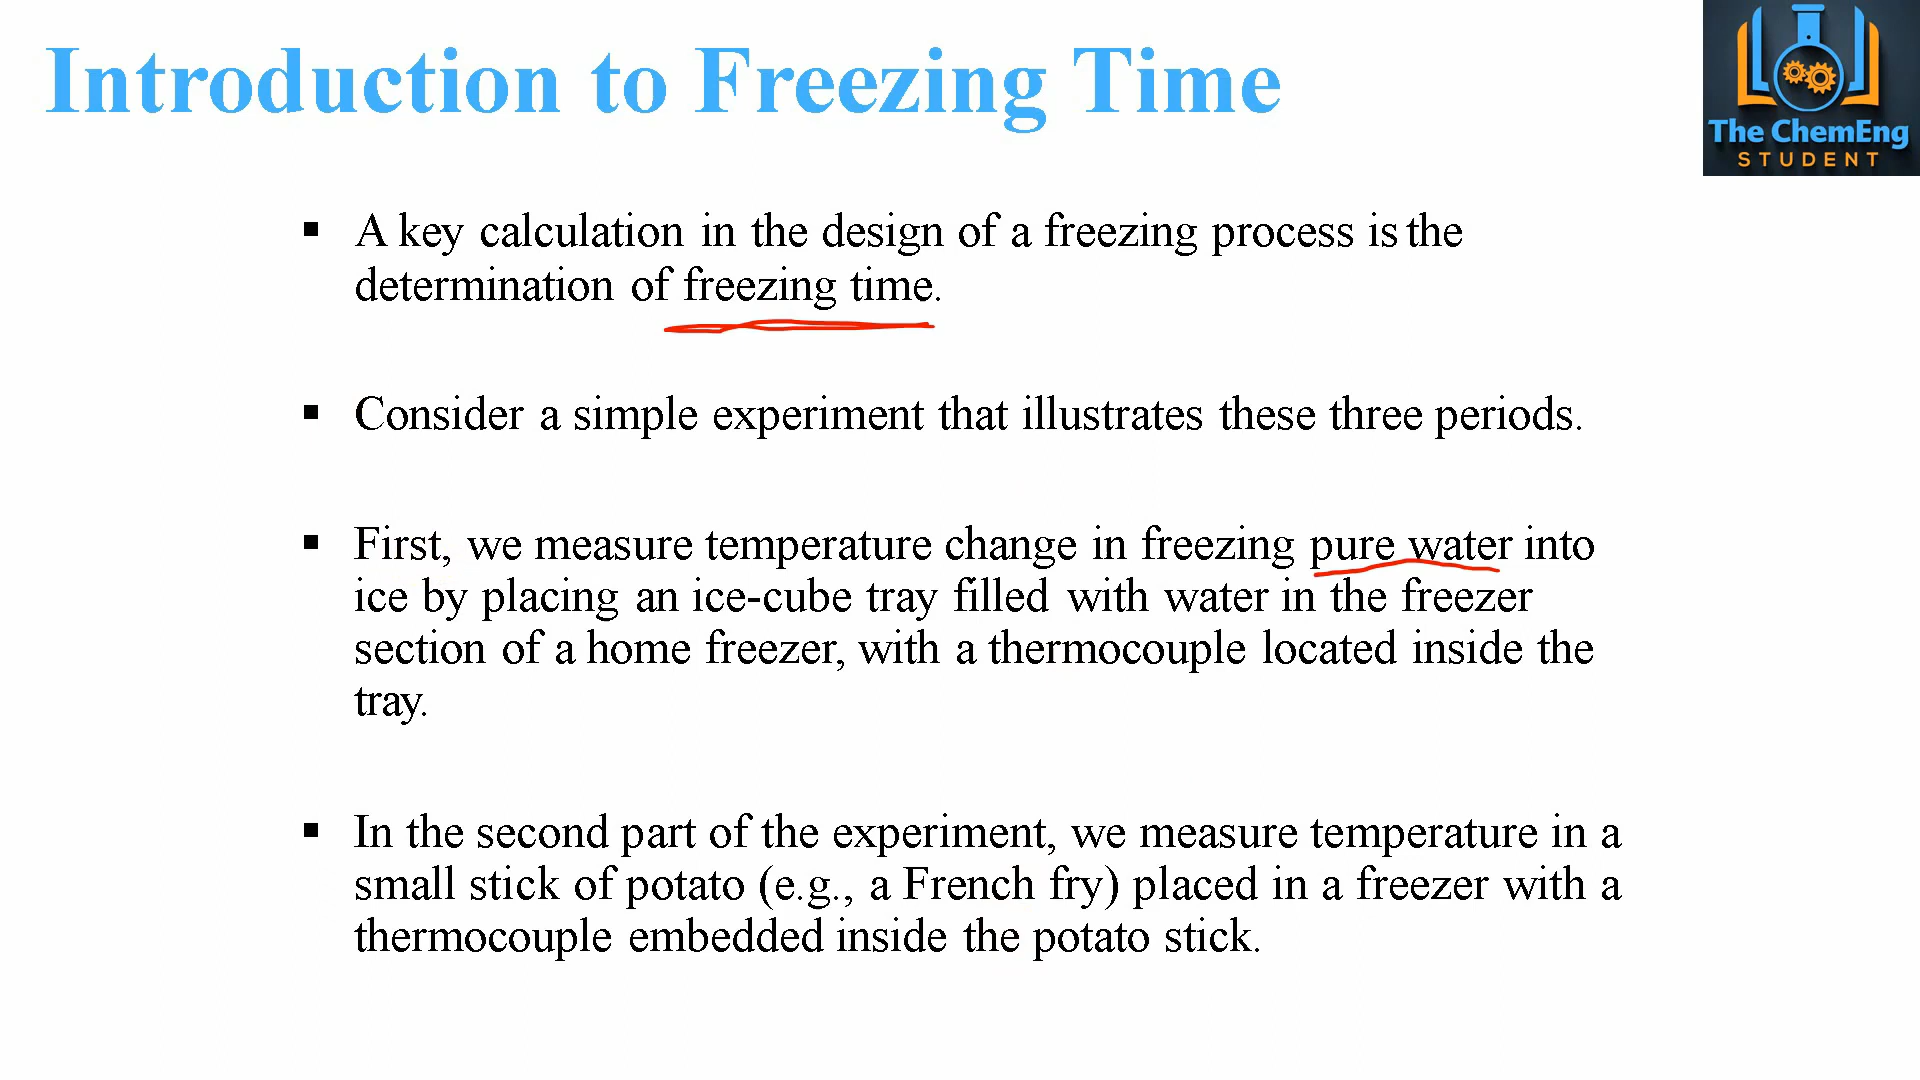 Introduction to Freezing Time
The ChemEng
STUDENT
▪ A key calculation in the design of a freezing process is the
determination of freezing time.
▪ Consider a simple experiment that illustrates these three periods.
▪ First, we measure temperature change in freezing pure water into
ice by placing an ice-cube tray filled with water in the freezer
section of a home freezer, with a thermocouple located inside the
tray.
▪ In the second part of the experiment, we measure temperature in a
small stick of potato (e.g., a French fry) placed in a freezer with a
thermocouple embedded inside the potato stick.